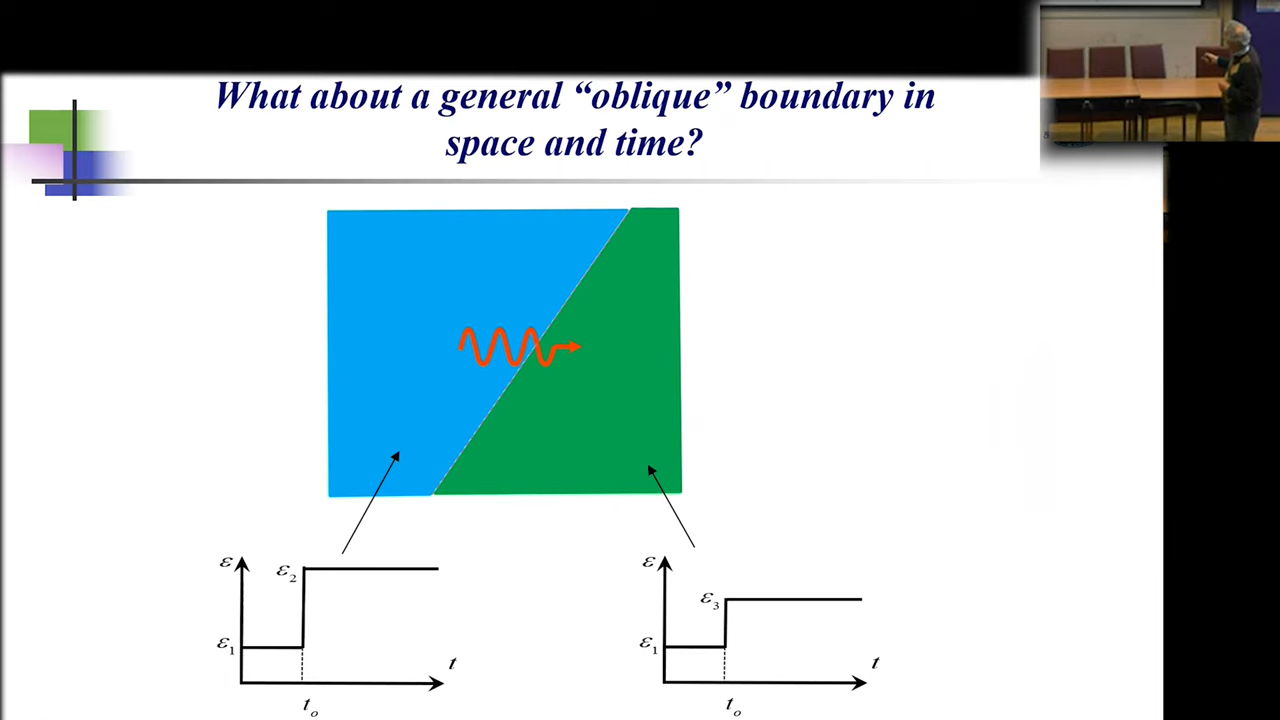 What about a general “oblique” boundary in
space and time?
ε
ε₂
ε₁
t
tₒ
ε
ε₃
ε₁
t
tₒ